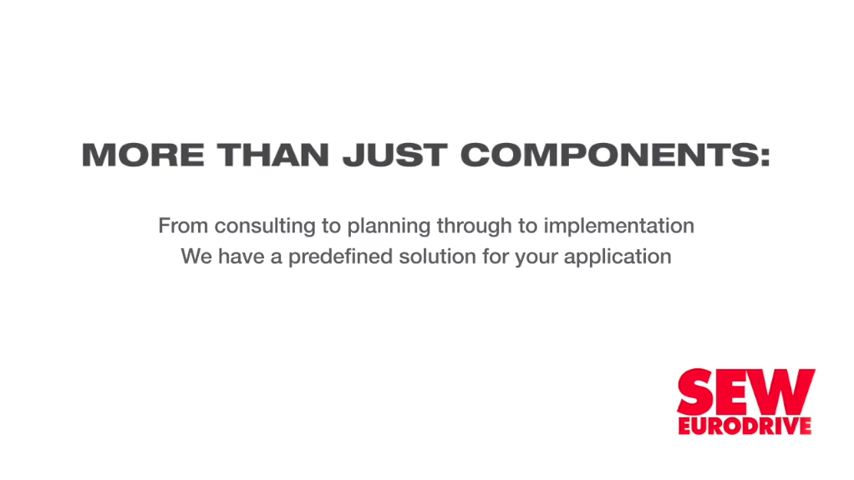 MORE THAN JUST COMPONENTS:
From consulting to planning through to implementation
We have a predefined solution for your application
SEW
EURODRIVE